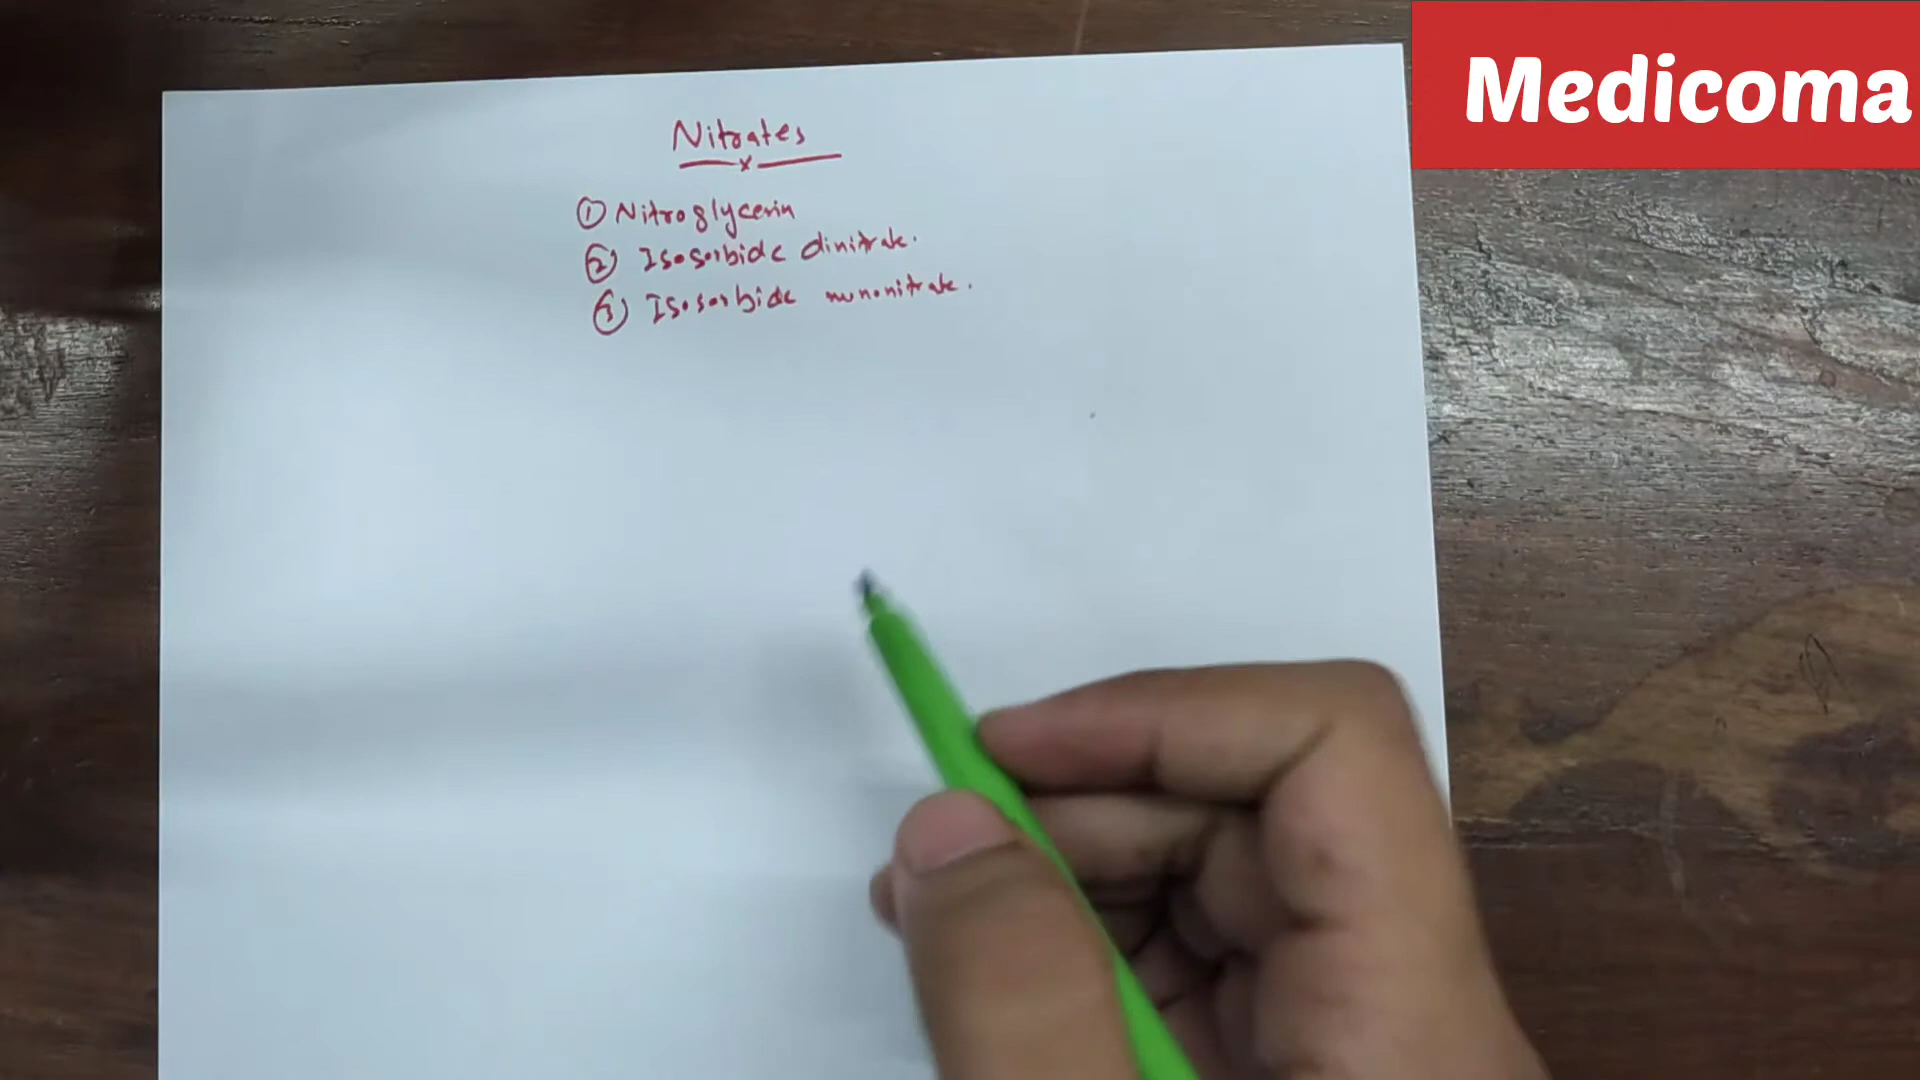 Medicoma
Nitrates
① Nitroglycerin
② Isosorbide dinitrate.
③ Isosorbide mononitrate.